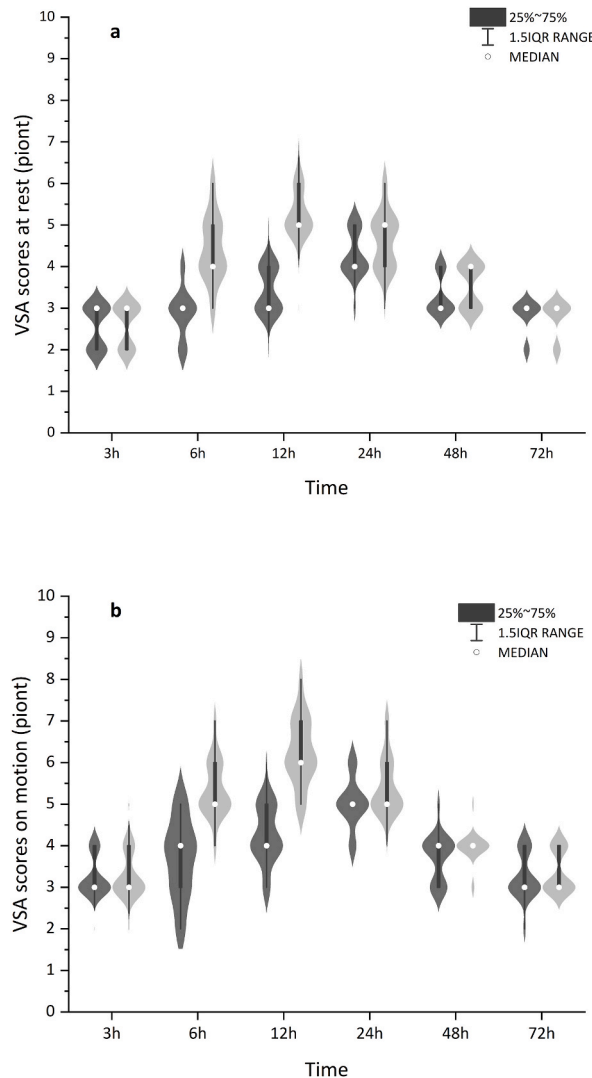 a
25%~75%
1.5IQR RANGE
MEDIAN
VSA scores at rest (piont)
10
9
8
7
6
5
4
3
2
1
0
3h 6h 12h 24h 48h 72h
Time
b
25%~75%
1.5IQR RANGE
MEDIAN
VSA scores on motion (piont)
10
9
8
7
6
5
4
3
2
1
0
3h 6h 12h 24h 48h 72h
Time